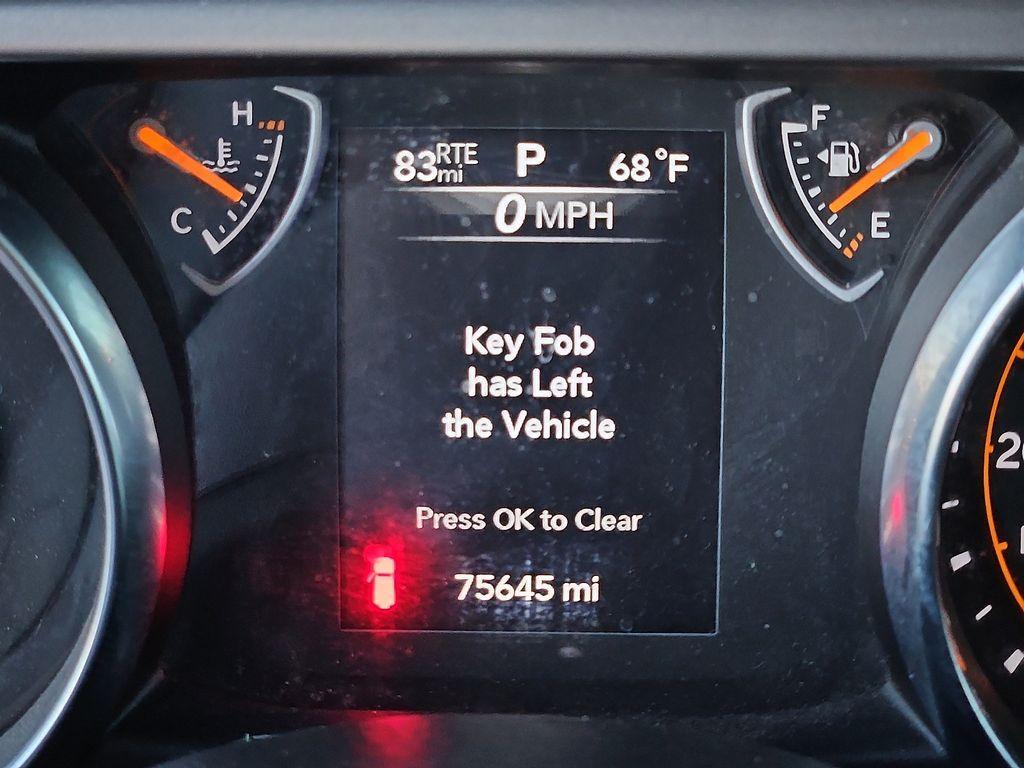 H
C
83 RTE mi
P
68°F
0 MPH
F
E
Key Fob
has Left
the Vehicle
Press OK to Clear
75645 mi